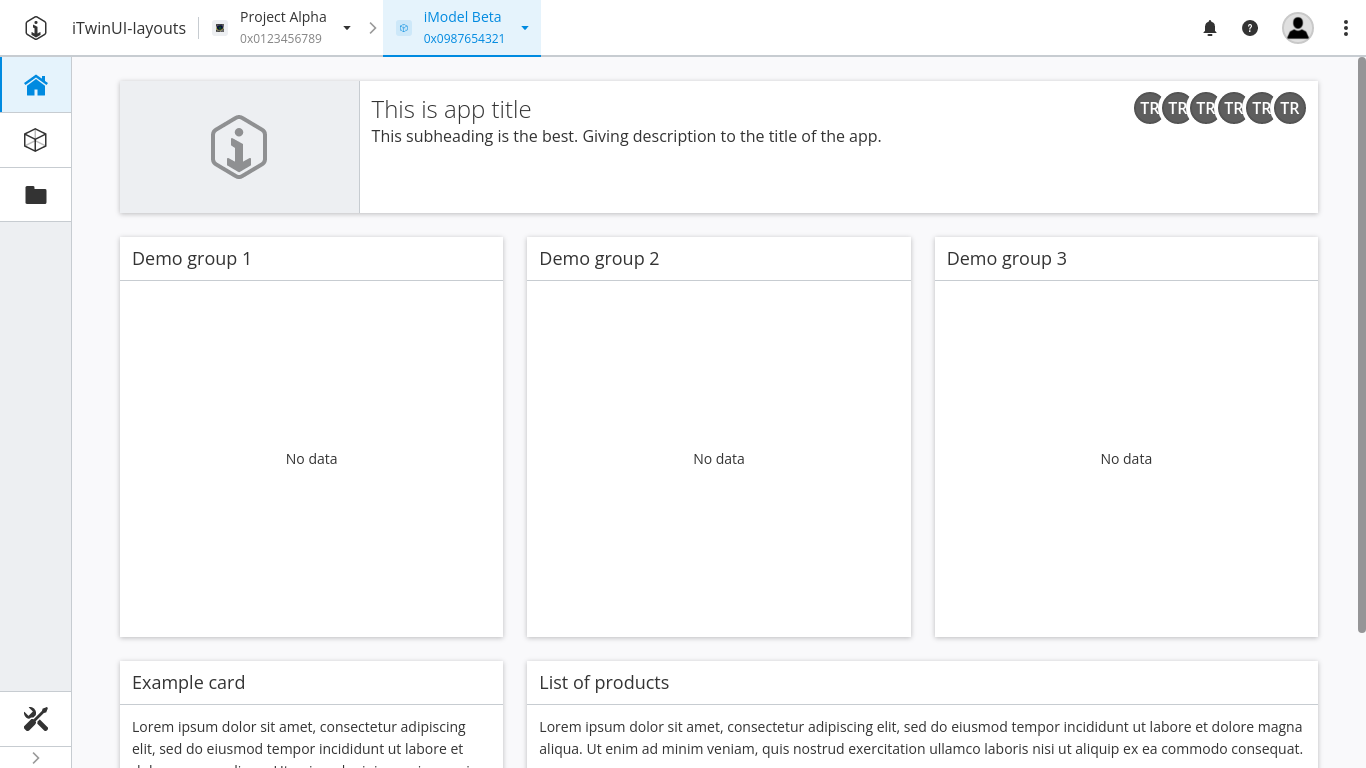 iTwinUI-layouts
Project Alpha
0x0123456789
iModel Beta
0x0987654321
This is app title
This subheading is the best. Giving description to the title of the app.
TR TR TR TR TR TR
Demo group 1
No data
Demo group 2
No data
Demo group 3
No data
Example card
Lorem ipsum dolor sit amet, consectetur adipiscing
elit, sed do eiusmod tempor incididunt ut labore et
List of products
Lorem ipsum dolor sit amet, consectetur adipiscing elit, sed do eiusmod tempor incididunt ut labore et dolore magna
aliqua. Ut enim ad minim veniam, quis nostrud exercitation ullamco laboris nisi ut aliquip ex ea commodo consequat.